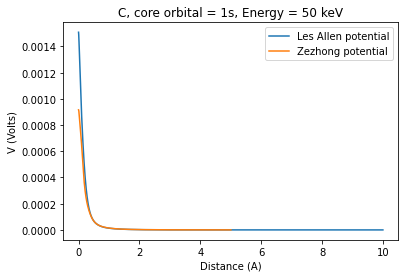 C, core orbital = 1s, Energy = 50 keV
Les Allen potential
Zezhong potential
V (Volts)
0.0014
0.0012
0.0010
0.0008
0.0006
0.0004
0.0002
0.0000
0 2 4 6 8 10
Distance (A)